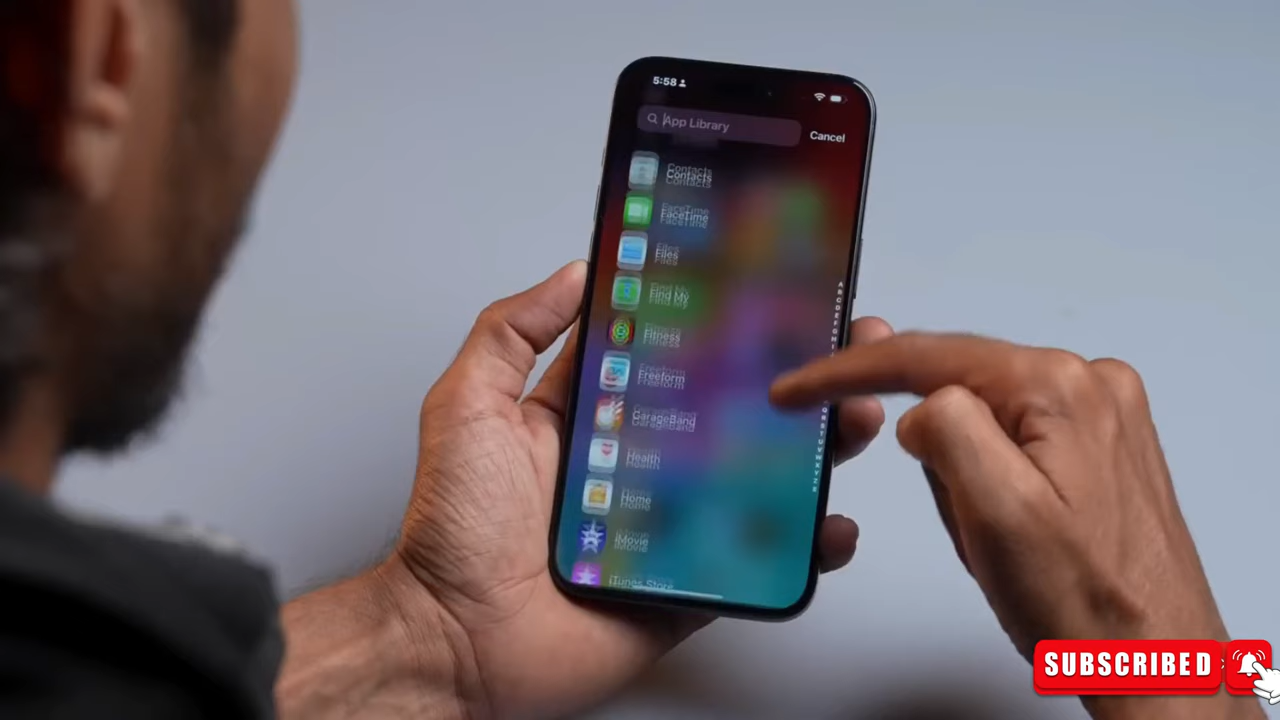 5:58
App Library
Cancel
Contacts
FaceTime
Files
Find My
Fitness
Freeform
GarageBand
Health
Home
iMovie
iTunes Store
SUBSCRIBED